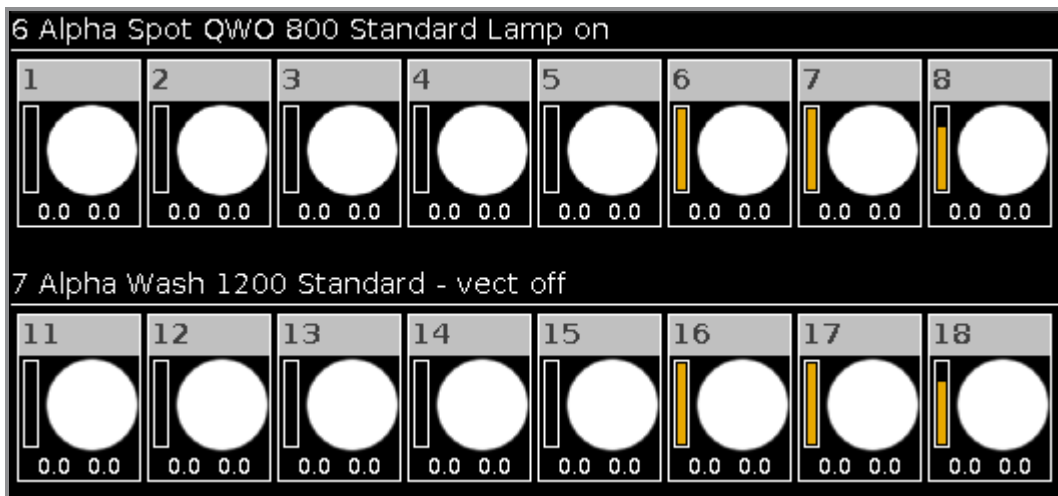 6 Alpha Spot QWO 800 Standard Lamp on
1 2 3 4 5 6 7 8
0.0 0.0 0.0 0.0 0.0 0.0 0.0 0.0 0.0 0.0 0.0 0.0 0.0 0.0 0.0 0.0
7 Alpha Wash 1200 Standard - vect off
11 12 13 14 15 16 17 18
0.0 0.0 0.0 0.0 0.0 0.0 0.0 0.0 0.0 0.0 0.0 0.0 0.0 0.0 0.0 0.0